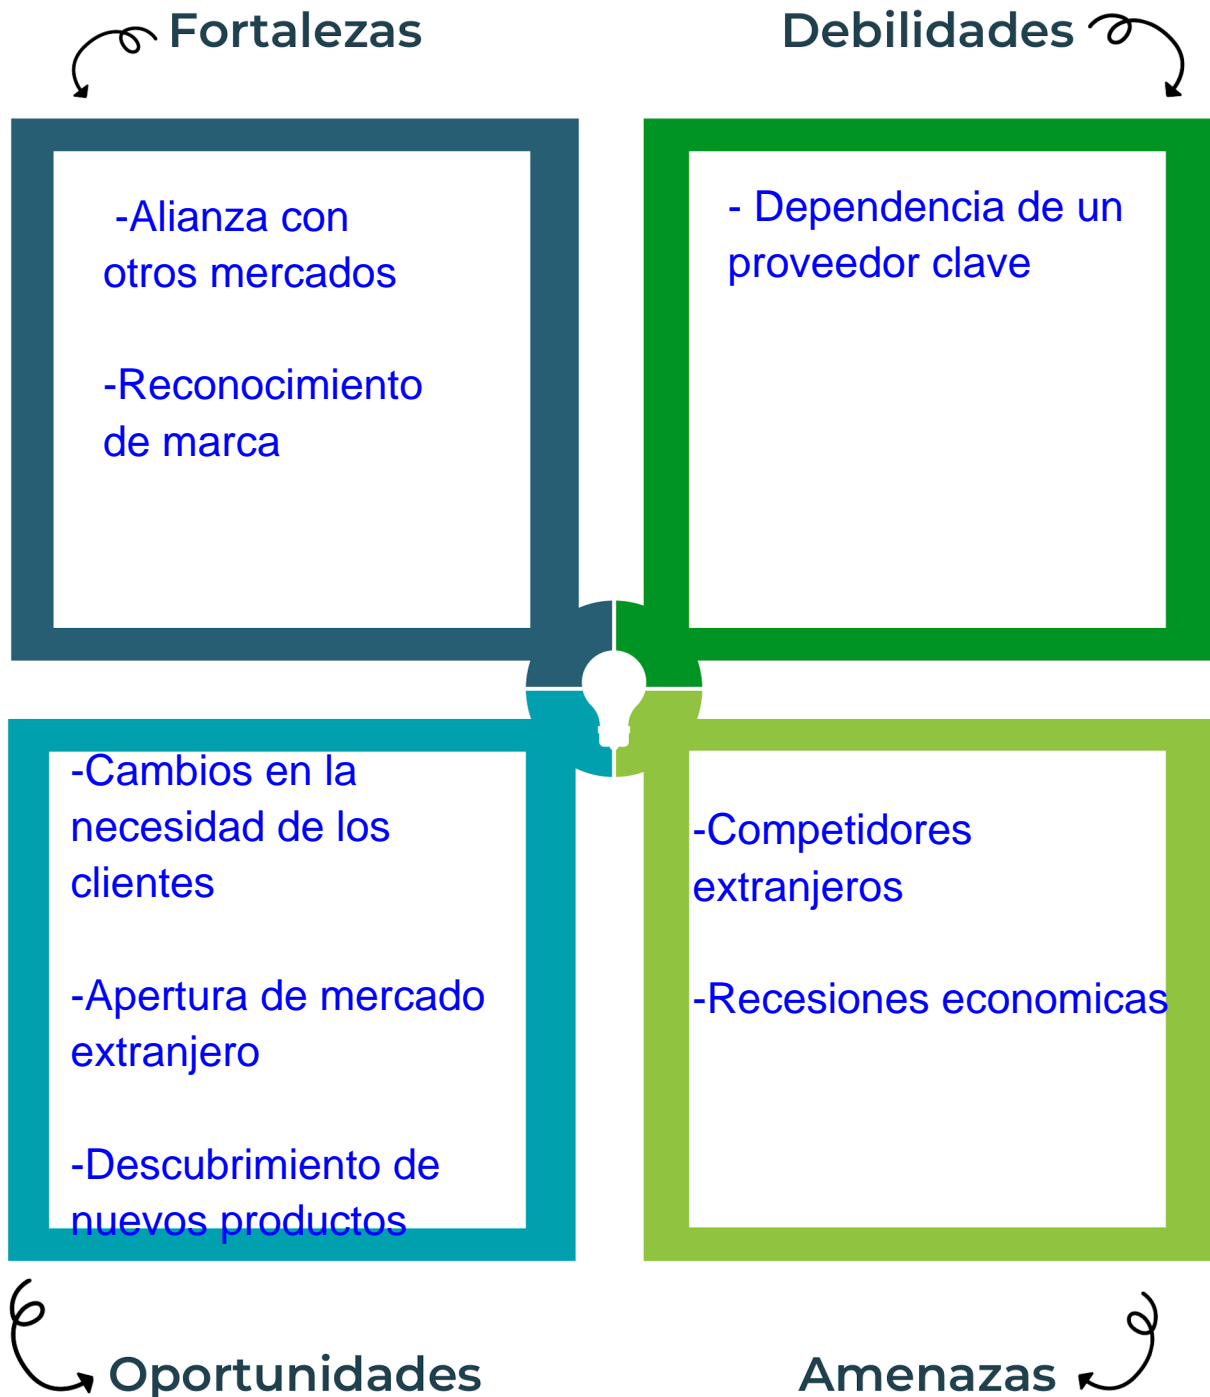 Fortalezas
-Alianza con
otros mercados
-Reconocimiento
de marca
Debilidades
- Dependencia de un
proveedor clave
-Cambios en la
necesidad de los
clientes
-Apertura de mercado
extranjero
-Descubrimiento de
nuevos productos
Oportunidades
-Competidores
extranjeros
-Recesiones economicas
Amenazas